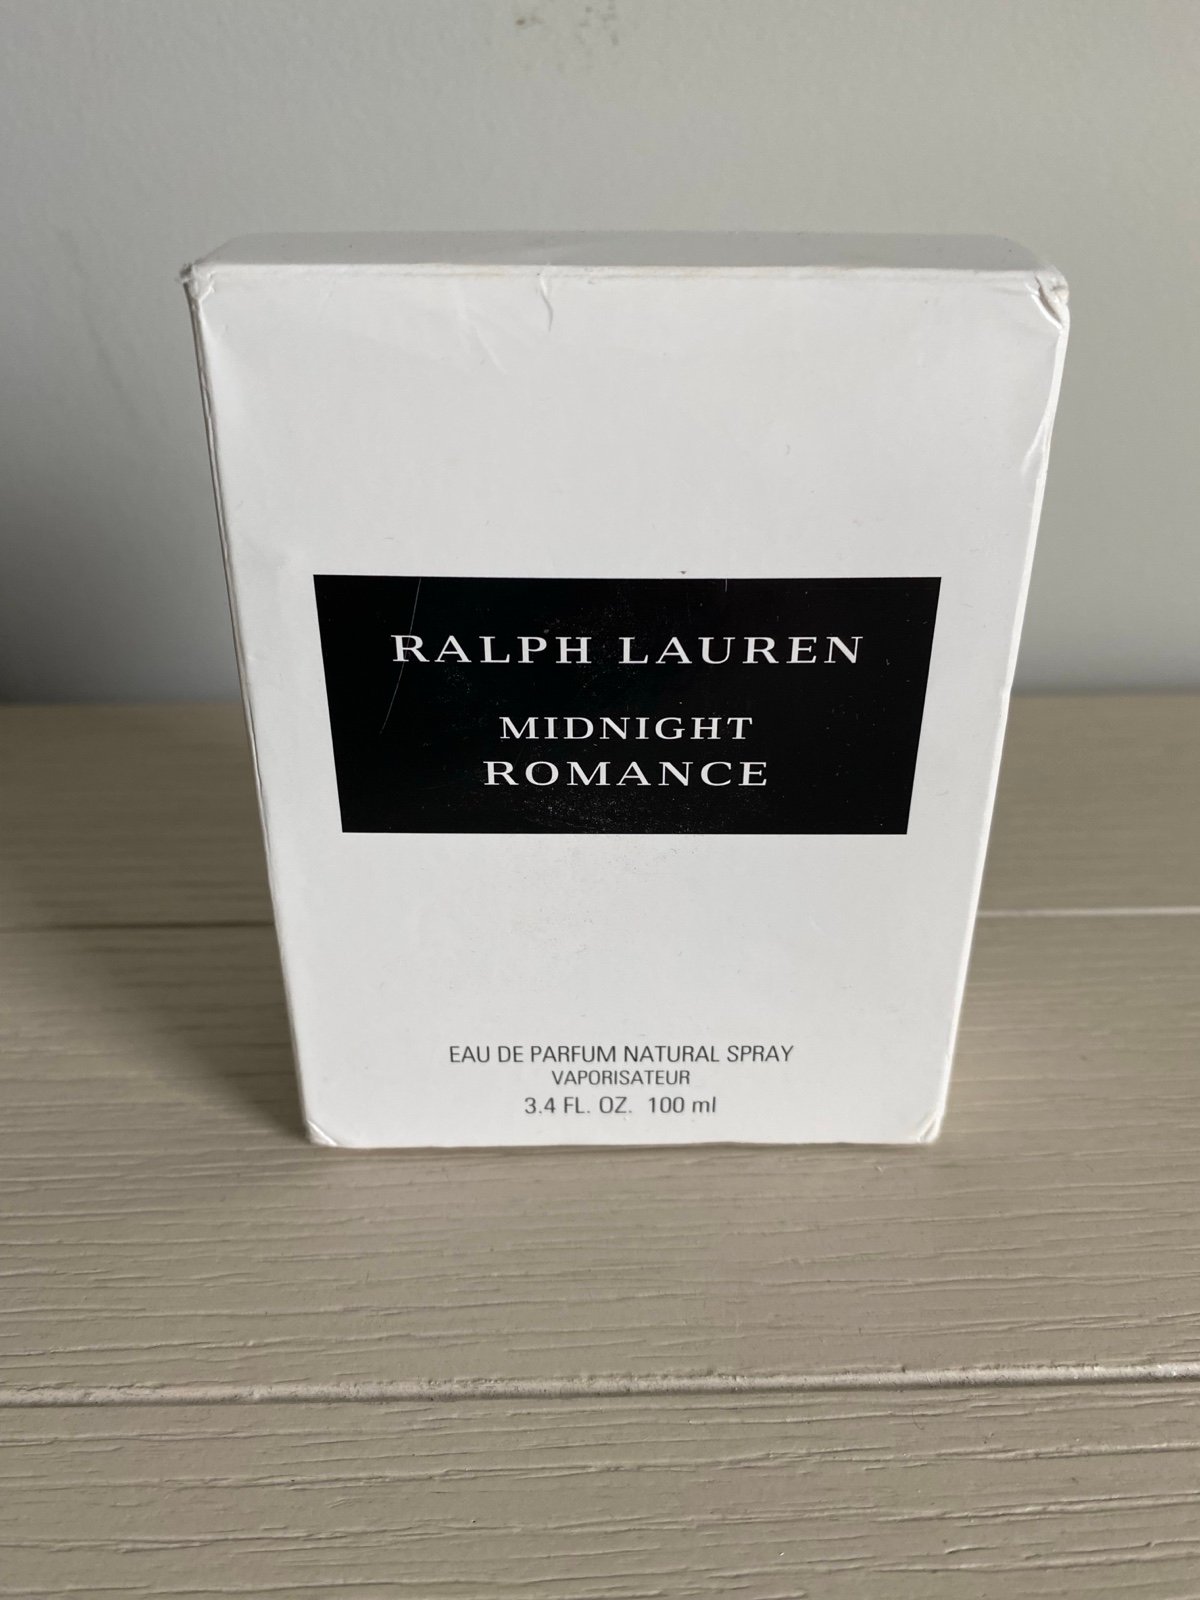 RALPH LAUREN
MIDNIGHT
ROMANCE
EAU DE PARFUM NATURAL SPRAY
VAPORISATEUR
3.4 FL. OZ. 100 ml